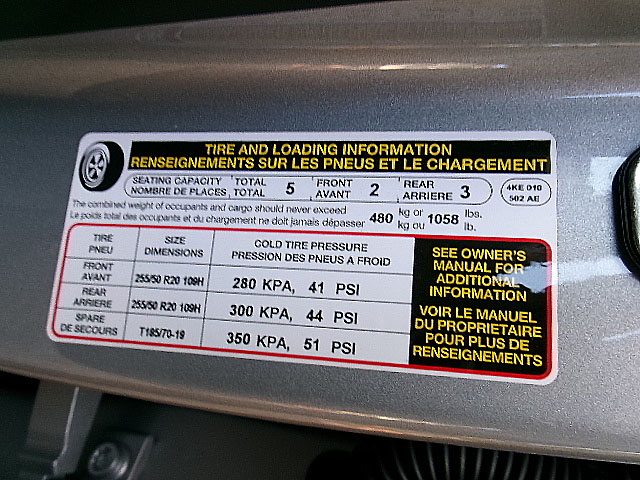 TIRE AND LOADING INFORMATION
RENSEIGNEMENTS SUR LES PNEUS ET LE CHARGEMENT
SEATING CAPACITY TOTAL 5 FRONT 2 REAR 3
NOMBRE DE PLACES TOTAL AVANT ARRIERE
4KE 010
502 AE
The combined weight of occupants and cargo should never exceed 480 kg or 1058 lbs.
Le poids total des occupants et du chargement ne doit jamais dépasser kg ou lb.
TIRE SIZE COLD TIRE PRESSURE
PNEU DIMENSIONS PRESSION DES PNEUS A FROID
FRONT
AVANT 255/50 R20 109H 280 KPA, 41 PSI
REAR
ARRIERE 255/50 R20 109H 300 KPA, 44 PSI
SPARE
DE SECOURS T185/70-19 350 KPA, 51 PSI
SEE OWNER'S
MANUAL FOR
ADDITIONAL
INFORMATION
VOIR LE MANUEL
DU PROPRIETAIRE
POUR PLUS DE
RENSEIGNEMENTS